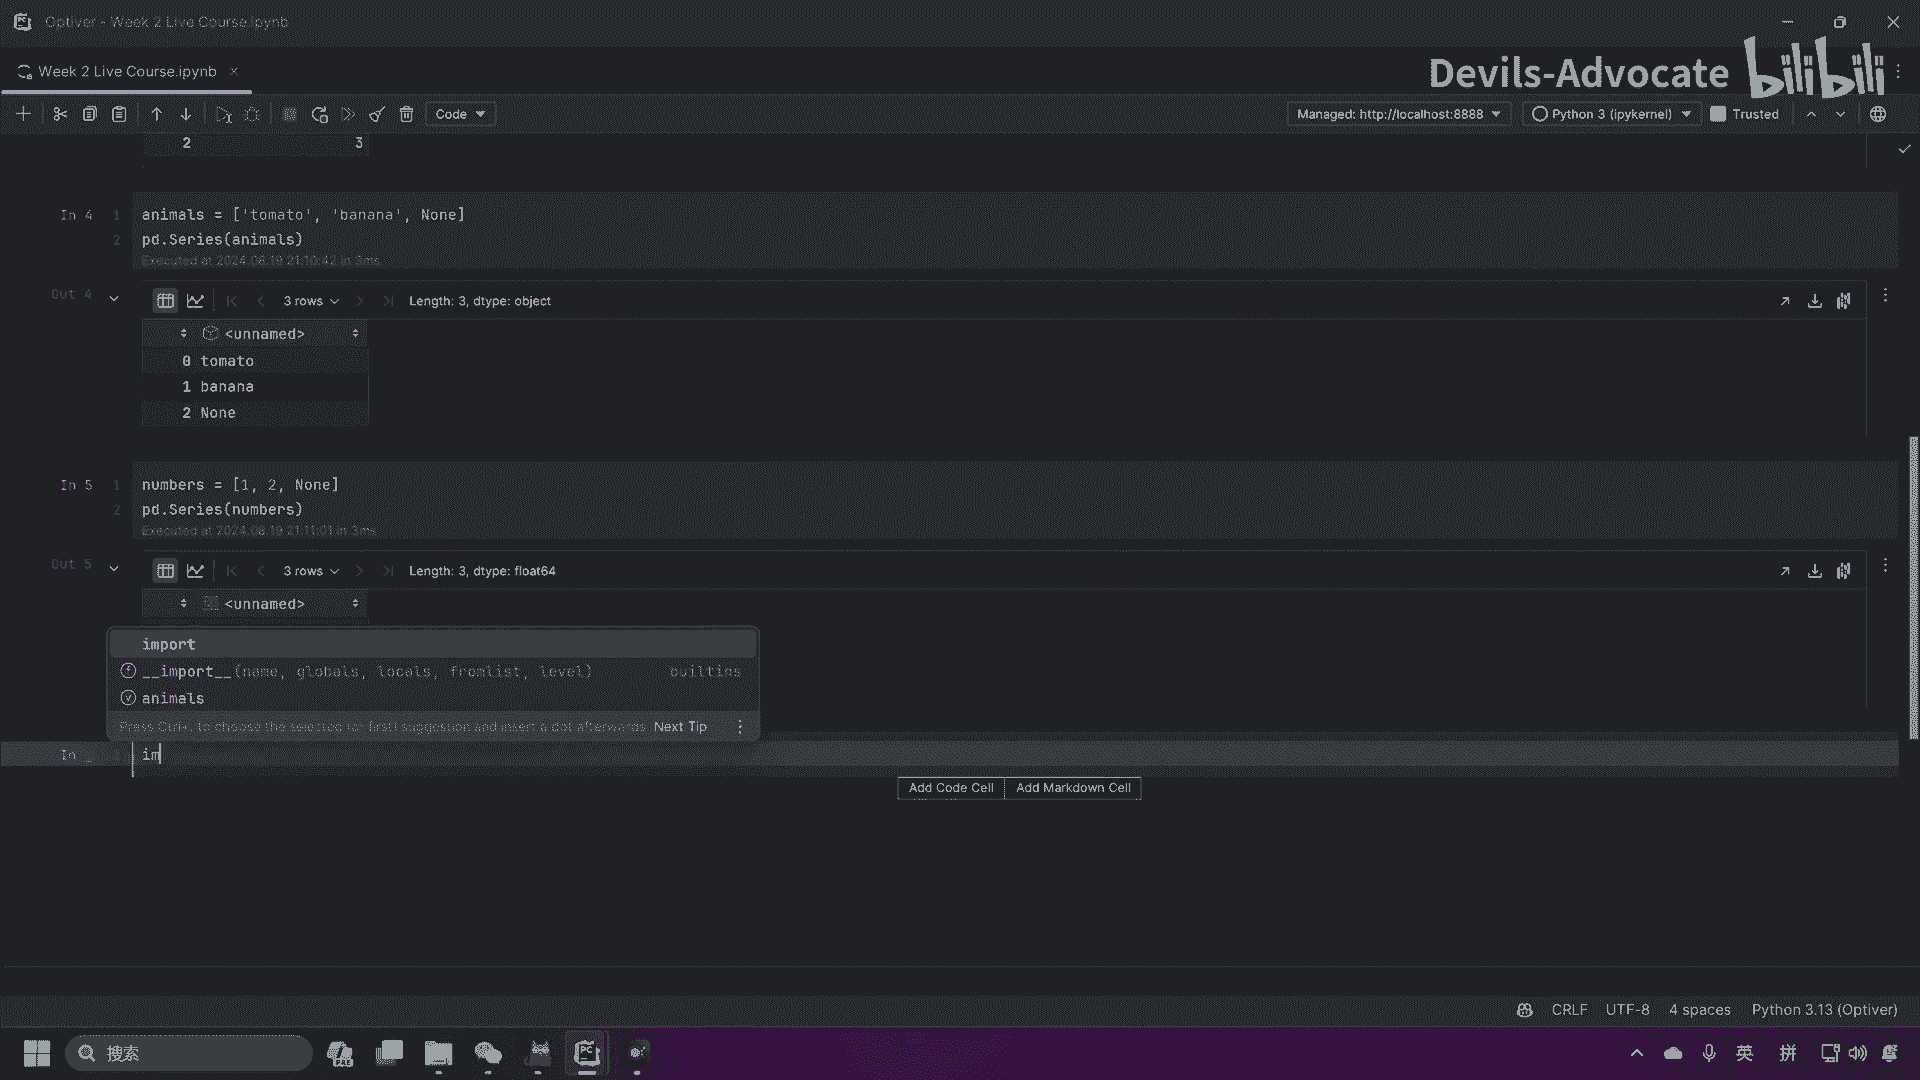 Optiver - Week 2 Live Course.ipynb
Week 2 Live Course.ipynb
Devils-Advocate bilibili
Code
Managed: http://localhost:8888
Python 3 (ipykernel)
Trusted
2 3
In 4
1 animals = ['tomato', 'banana', None]
2 pd.Series(animals)
Executed at 2024.08.19 21:10:42 in 3ms
Out 4
3 rows
Length: 3, dtype: object
<unnamed>
0 tomato
1 banana
2 None
In 5
1 numbers = [1, 2, None]
2 pd.Series(numbers)
Executed at 2024.08.19 21:11:01 in 3ms
Out 5
3 rows
Length: 3, dtype: float64
<unnamed>
import
__import__(name, globals, locals, fromlist, level) builtins
animals
Press Ctrl+. to choose the selected (or first) suggestion and insert a dot afterwards Next Tip
In _
im
Add Code Cell Add Markdown Cell
CRLF UTF-8 4 spaces Python 3.13 (Optiver)
搜索
PRE
PC
英
拼